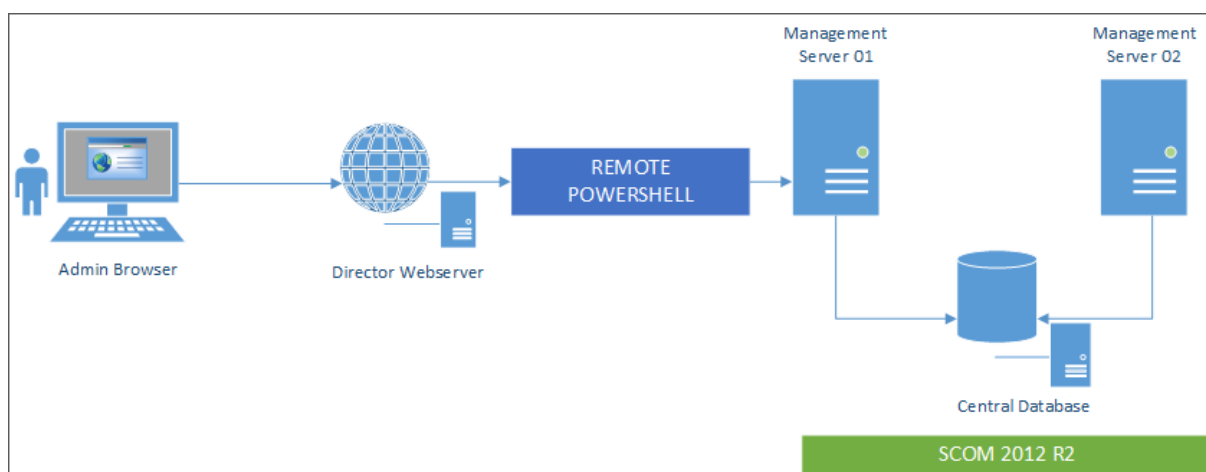 Management
Server 01
Management
Server 02
REMOTE
POWERSHELL
Admin Browser
Director Webserver
Central Database
SCOM 2012 R2